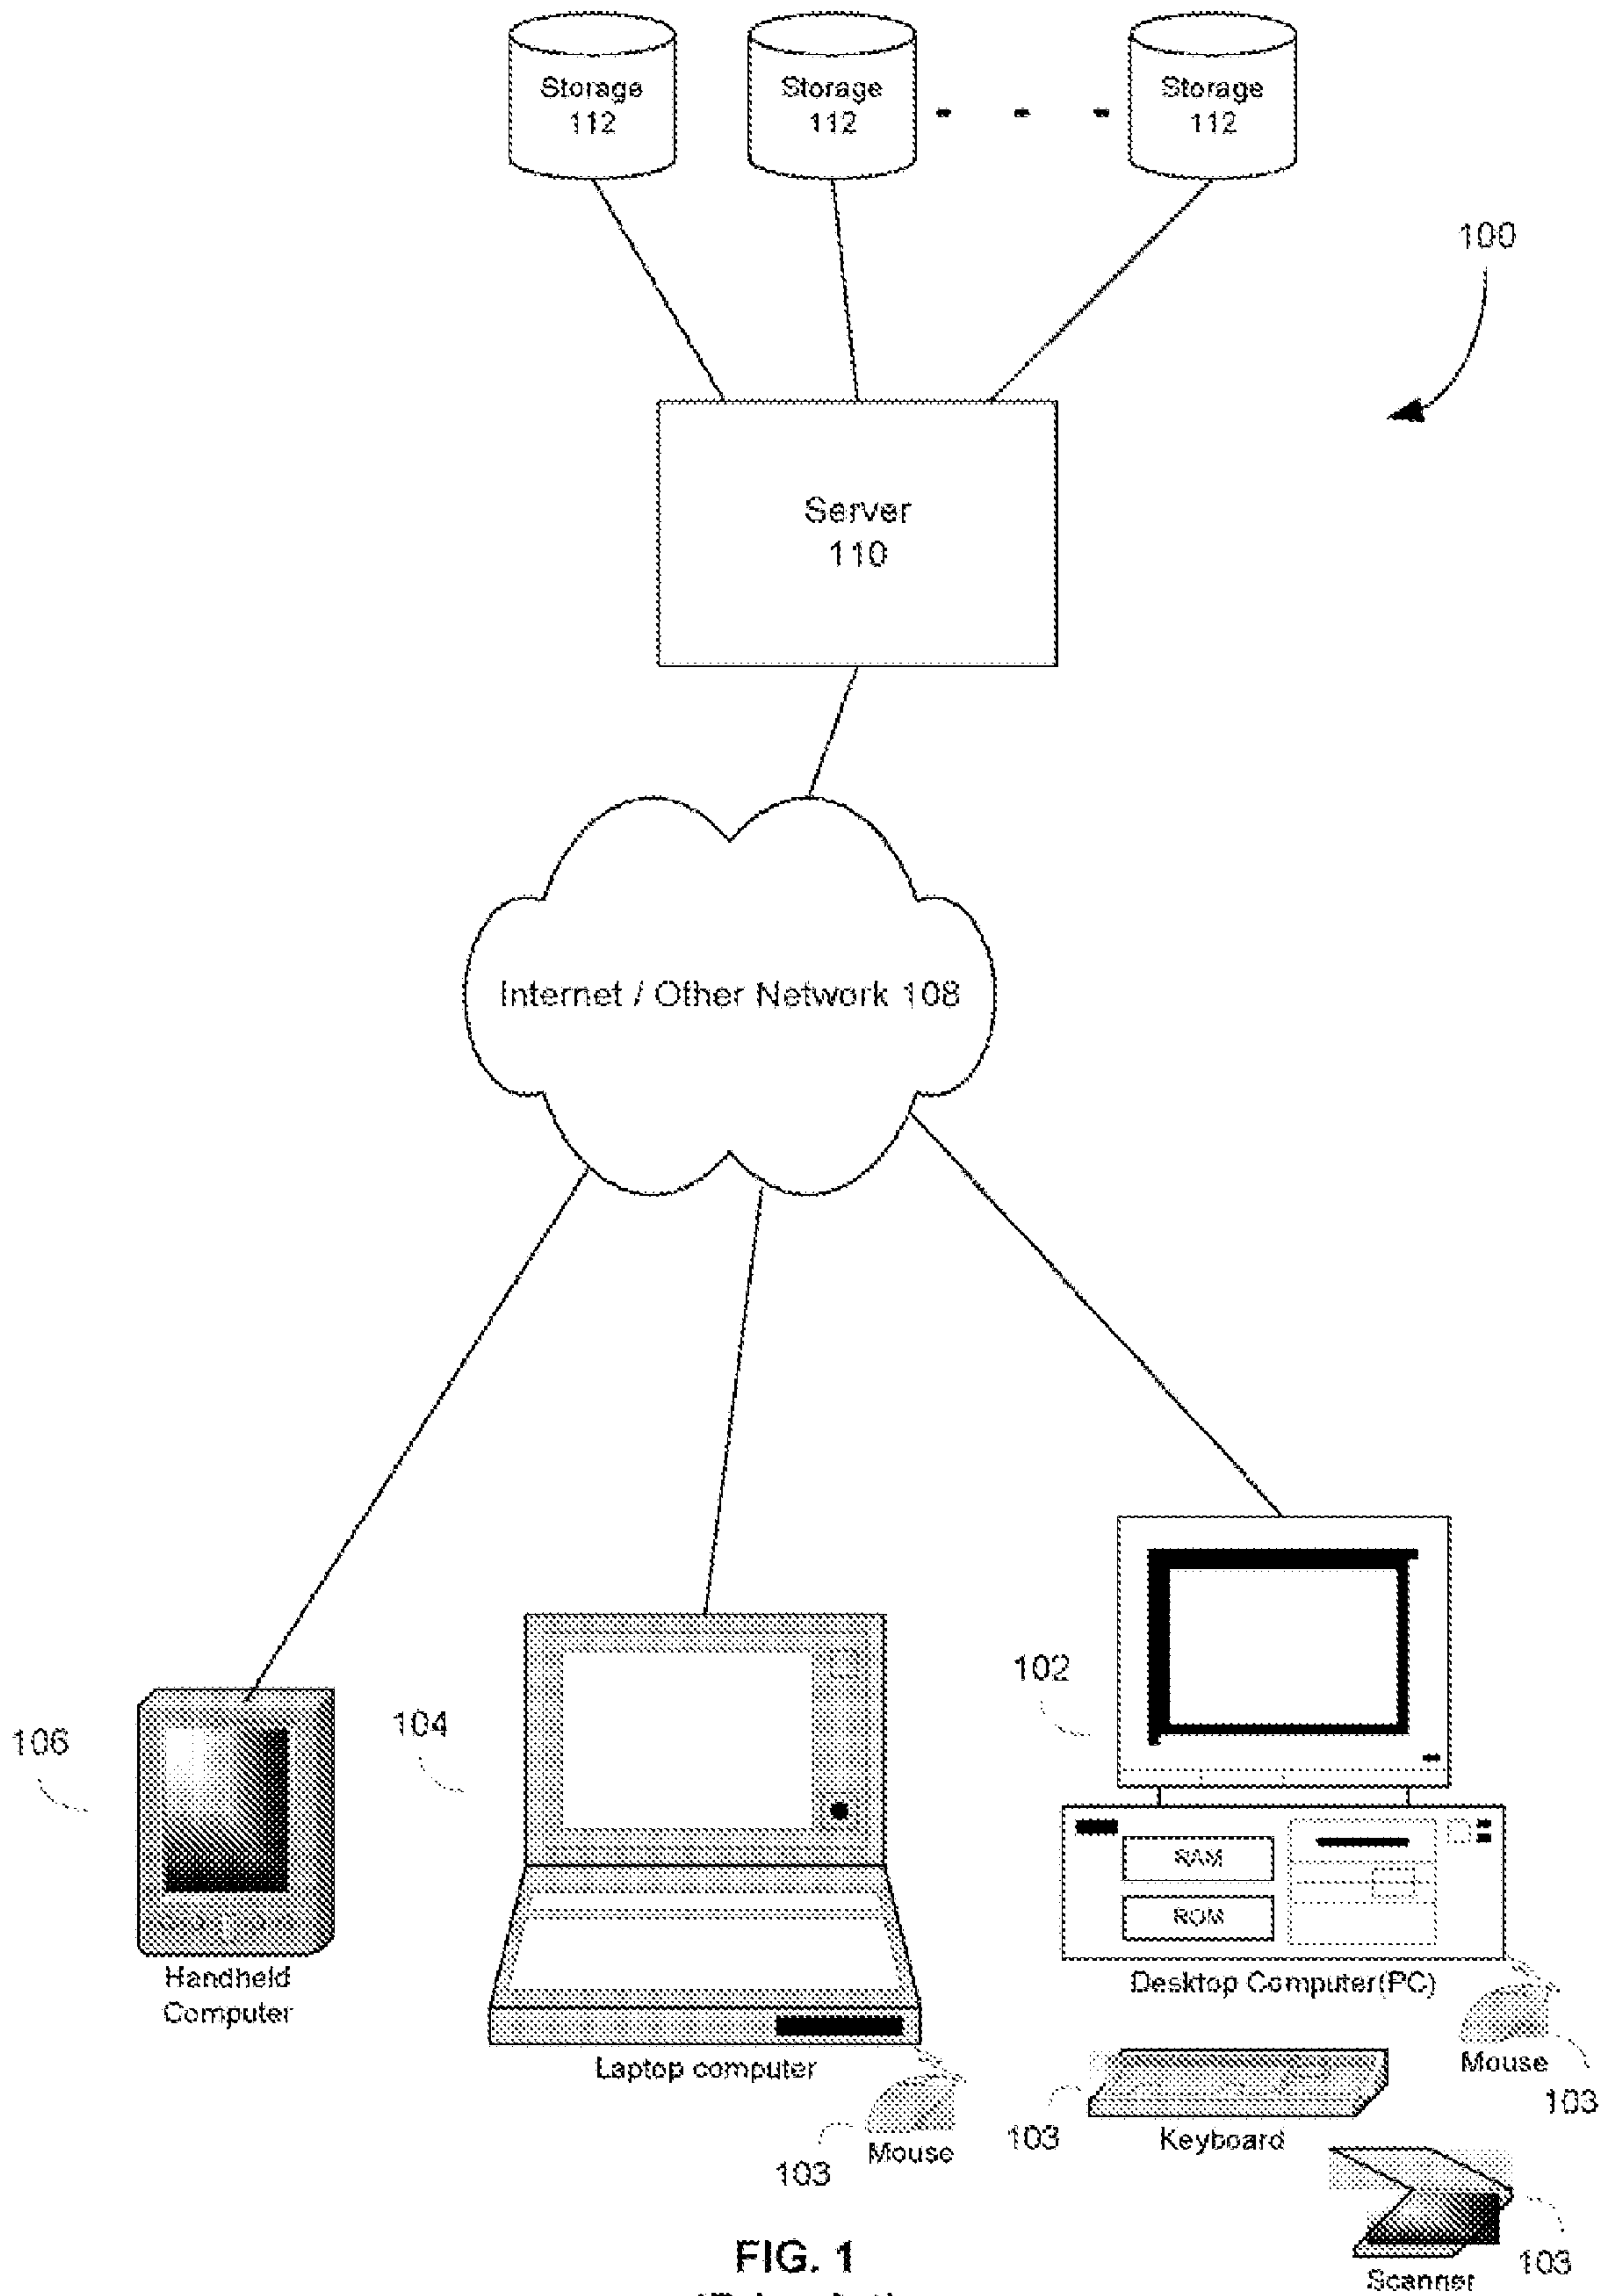 Storage
112
Storage
112
Storage
112
100
Server
110
Internet / Other Network 108
102
104
106
RAM
ROM
Handheld
Computer
Desktop Computer(PC)
Laptop computer
Mouse
103
Keyboard
103
Mouse
103
103
Scanner
FIG. 1